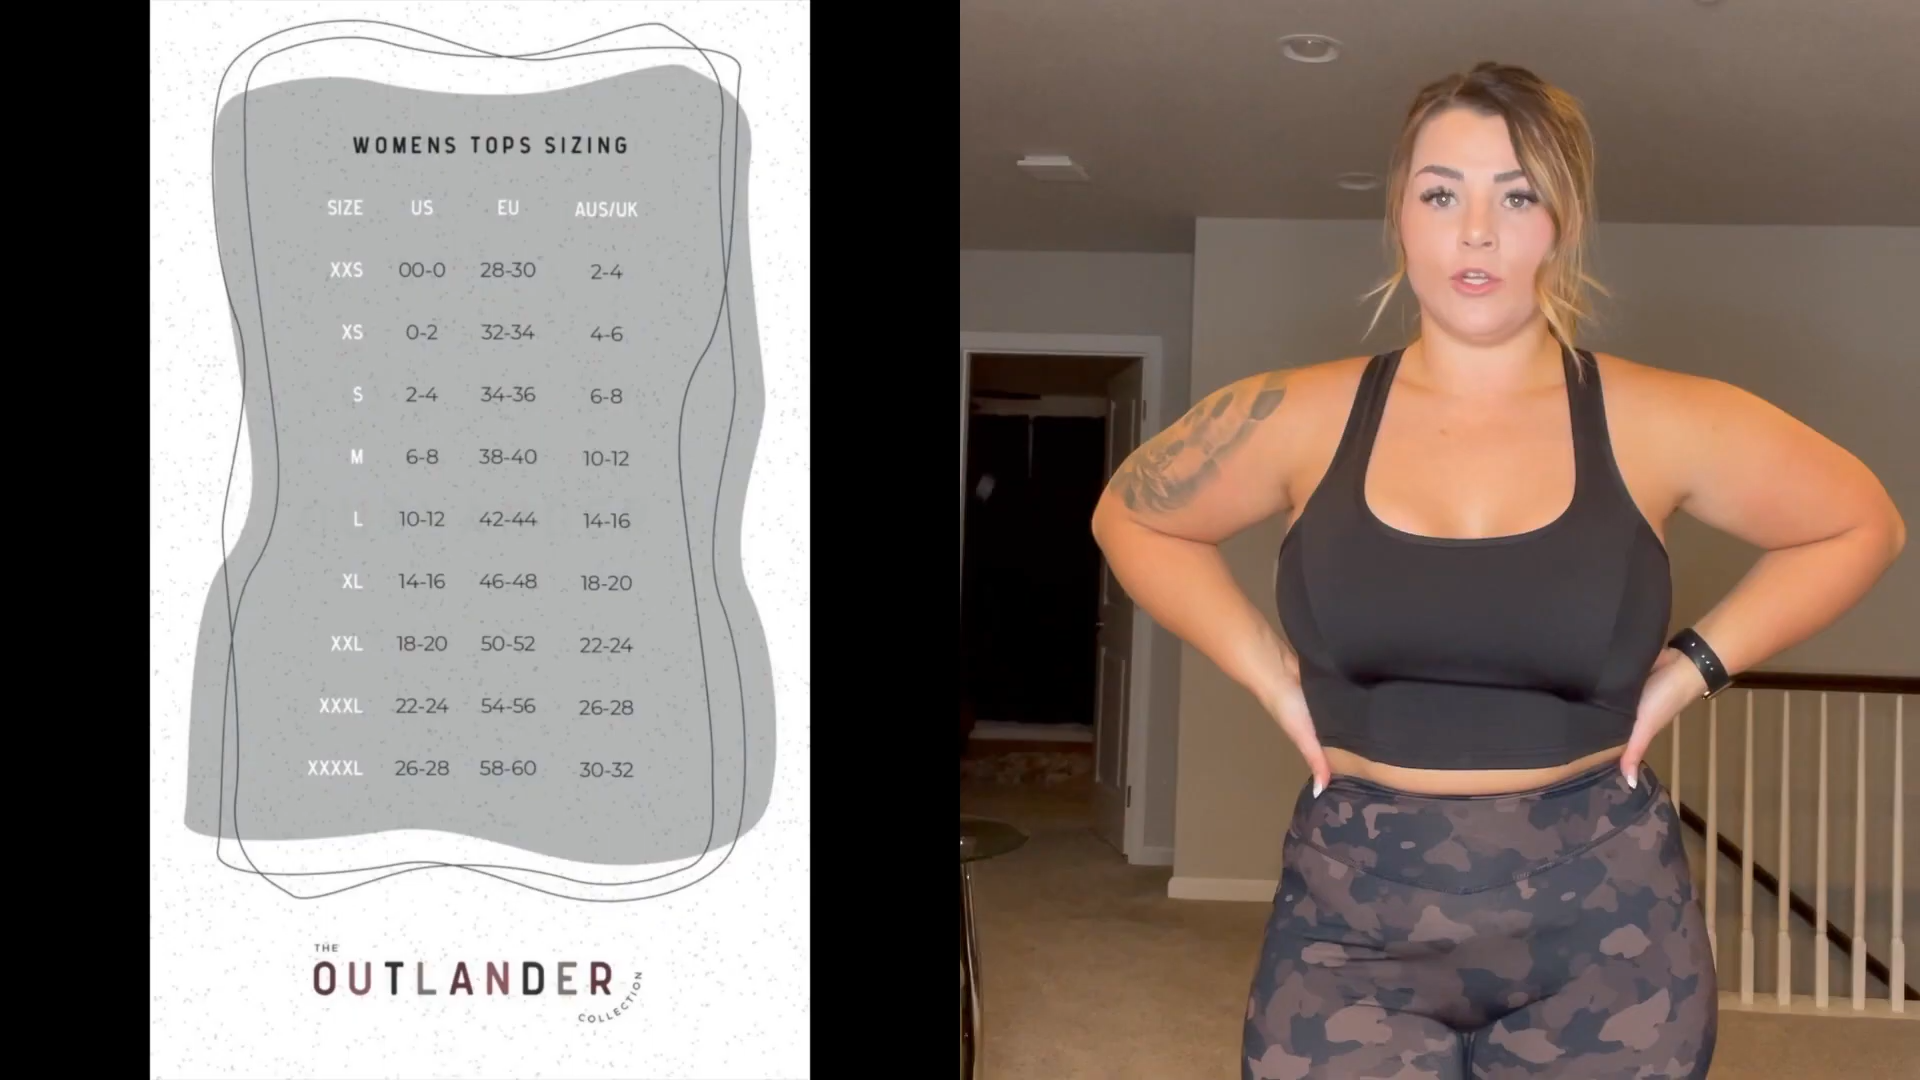 WOMENS TOPS SIZING
SIZE US EU AUS/UK
XXS 00-0 28-30 2-4
XS 0-2 32-34 4-6
S 2-4 34-36 6-8
M 6-8 38-40 10-12
L 10-12 42-44 14-16
XL 14-16 46-48 18-20
XXL 18-20 50-52 22-24
XXXL 22-24 54-56 26-28
XXXXL 26-28 58-60 30-32
THE
OUTLANDER
COLLECTION